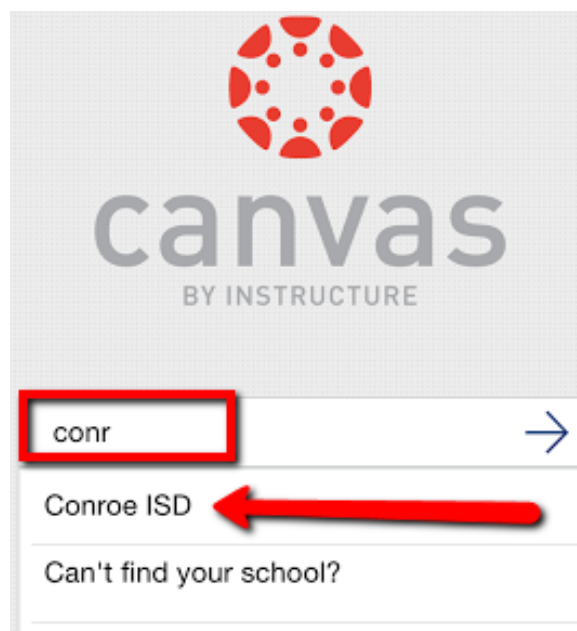 canvas
BY INSTRUCTURE
conr
Conroe ISD
Can't find your school?